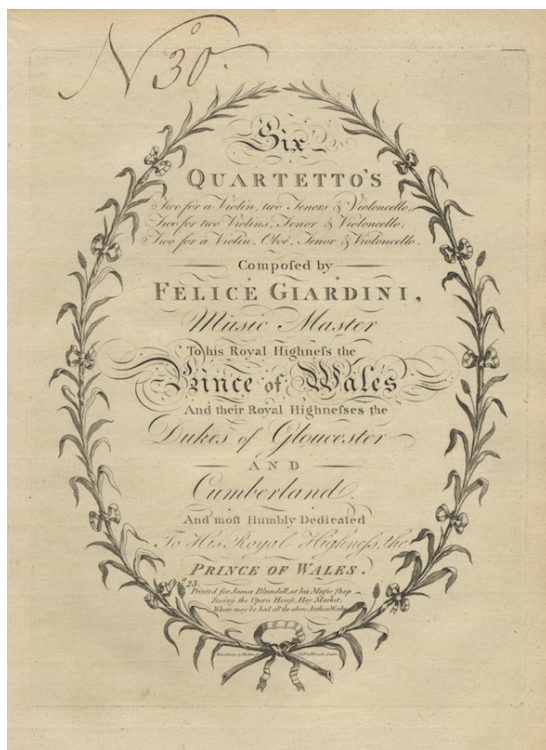 N° 30.
Six
QUARTETTO'S
Two for a Violin, two Tenors & Violoncello,
Two for two Violins, Tenor & Violoncello,
Two for a Violin, Oboe, Tenor & Violoncello.
Compoſed by
FELICE GIARDINI,
Music Master
To his Royal Highneſs the
Prince of Wales
And their Royal Highneſses the
Dukes of Gloucester
AND
Cumberland.
And moſt Humbly Dedicated
To His Royal Highneſs, the
PRINCE OF WALES.
23.
Printed for James Blundell, at his Muſic ſhop
Facing the Opera Houſe, Hay Market,
Where may be had all the above Authors Works